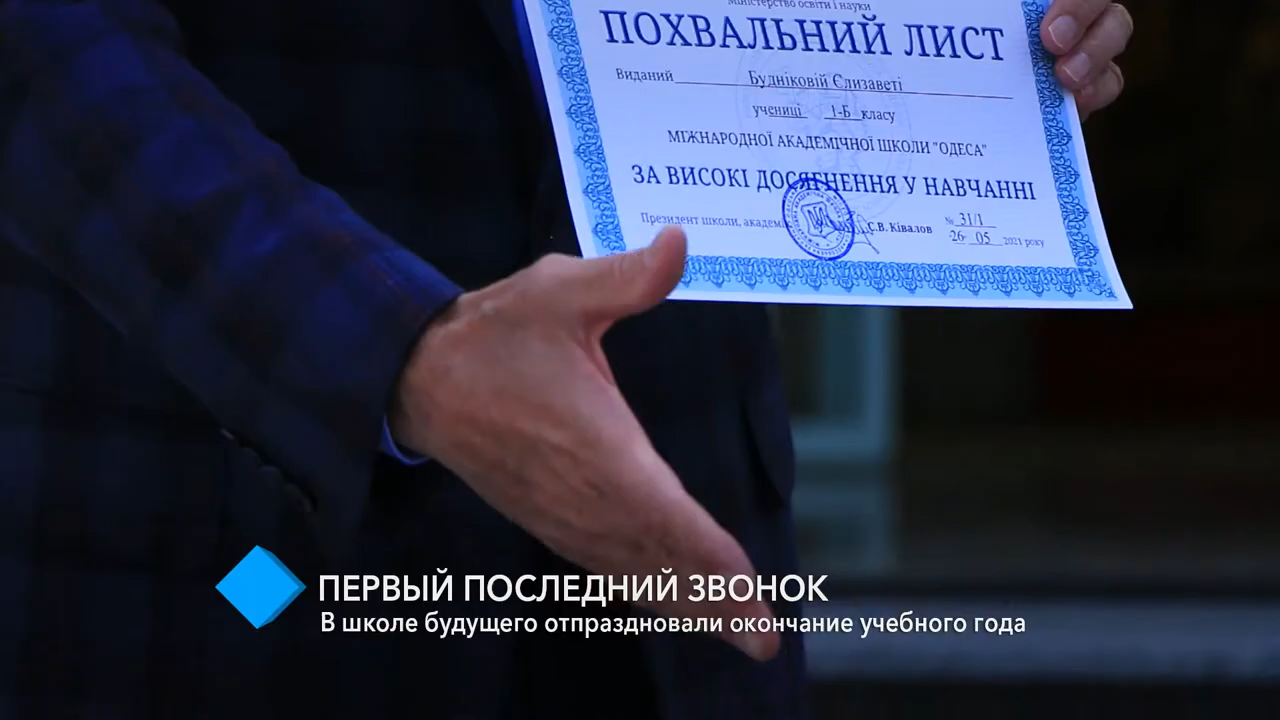 Міністерство освіти і науки
ПОХВАЛЬНИЙ ЛИСТ
Виданий Будніковій Єлизаветі
учениці 1-Б класу
МІЖНАРОДНОЇ АКАДЕМІЧНОЇ ШКОЛИ "ОДЕСА"
ЗА ВИСОКІ ДОСЯГНЕННЯ У НАВЧАННІ
Президент школи, С.В. Ківалов
№ 31/1
26 05 2021 року
ПЕРВЫЙ ПОСЛЕДНИЙ ЗВОНОК
В школе будущего отпраздновали окончание учебного года